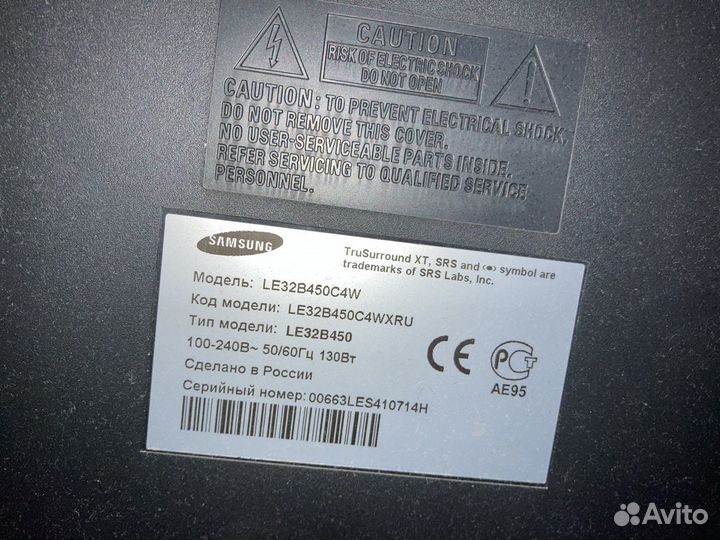 CAUTION
RISK OF ELECTRIC SHOCK
DO NOT OPEN
CAUTION: TO PREVENT ELECTRICAL SHOCK,
DO NOT REMOVE THIS COVER.
NO USER-SERVICEABLE PARTS INSIDE.
REFER SERVICING TO QUALIFIED SERVICE
PERSONNEL.
SAMSUNG
TruSurround XT, SRS and (●) symbol are
trademarks of SRS Labs, Inc.
Модель: LE32B450C4W
Код модели: LE32B450C4WXRU
Тип модели: LE32B450
100-240В~ 50/60Гц 130Вт
Сделано в России
Серийный номер: 00663LES410714H
CE
РСТ
АЕ95
Avito